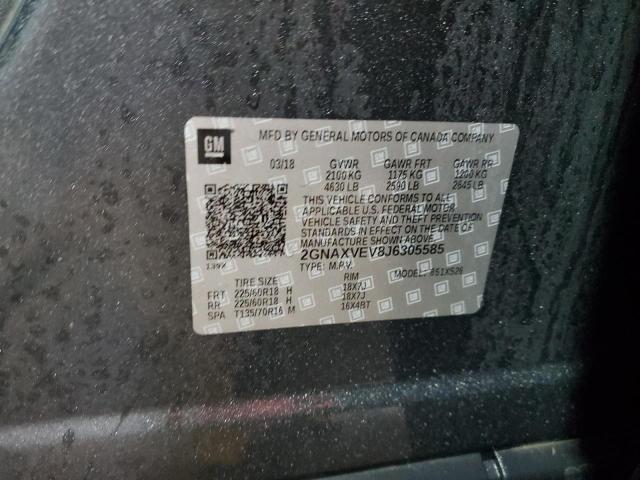 GM
MFD BY GENERAL MOTORS OF CANADA COMPANY
03/18 GVWR GAWR FRT GAWR RR
2100 KG 1175 KG 1200 KG
4630 LB 2590 LB 2645 LB
THIS VEHICLE CONFORMS TO ALL
APPLICABLE U.S. FEDERAL MOTOR
VEHICLE SAFETY AND THEFT PREVENTION
STANDARDS IN EFFECT ON THE DATE OF
MANUFACTURE SHOWN ABOVE.
2GNAXVEV8J6305585
TYPE: M.P.V. MODEL:
TIRE SIZE RIM
FRT 225/60R18 H 18X7J
RR 225/60R18 H 18X7J
SPA T135/70R16 M 16X4BT